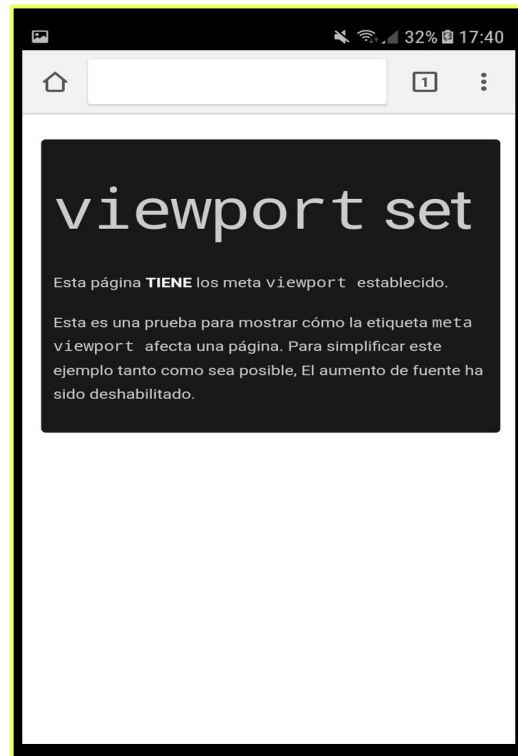 32% 17:40
1
viewport set
Esta página TIENE los meta viewport establecido.
Esta es una prueba para mostrar cómo la etiqueta meta
viewport afecta una página. Para simplificar este
ejemplo tanto como sea posible, El aumento de fuente ha
sido deshabilitado.